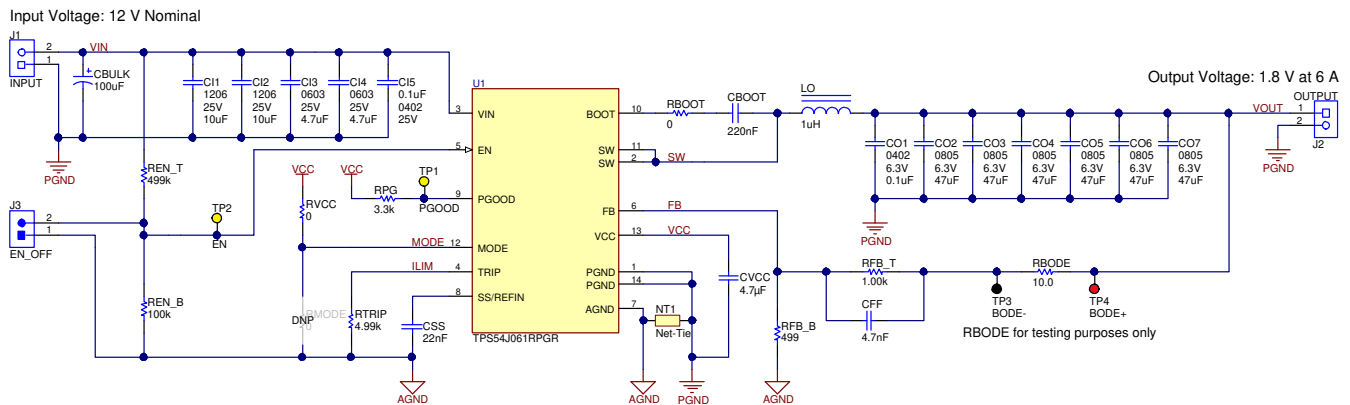 Input Voltage: 12 V Nominal
J1
2
1
INPUT
VIN
+
CBULK
100uF
CI1
1206
25V
10uF
CI2
1206
25V
10uF
CI3
0603
25V
4.7uF
CI4
0603
25V
4.7uF
CI5
0.1uF
0402
25V
PGND
REN_T
499k
J3
2
1
EN_OFF
TP2
EN
REN_B
100k
VCC
RVCC
0
VCC
RPG
3.3k
TP1
PGOOD
MODE
ILIM
DNP
RMODE
0
RTRIP
4.99k
CSS
22nF
AGND
U1
3
VIN
5
EN
9
PGOOD
12
MODE
4
TRIP
8
SS/REFIN
BOOT
10
SW
11
SW
2
FB
6
VCC
13
PGND
1
PGND
14
AGND
7
TPS54J061RPGR
RBOOT
0
CBOOT
220nF
SW
FB
VCC
CVCC
4.7µF
NT1
Net-Tie
AGND
PGND
LO
1uH
CO1
0402
6.3V
0.1uF
CO2
0805
6.3V
47uF
CO3
0805
6.3V
47uF
CO4
0805
6.3V
47uF
CO5
0805
6.3V
47uF
CO6
0805
6.3V
47uF
CO7
0805
6.3V
47uF
PGND
Output Voltage: 1.8 V at 6 A
OUTPUT
VOUT
1
2
J2
PGND
RFB_T
1.00k
CFF
4.7nF
RFB_B
499
AGND
RBODE
10.0
TP3
BODE-
TP4
BODE+
RBODE for testing purposes only